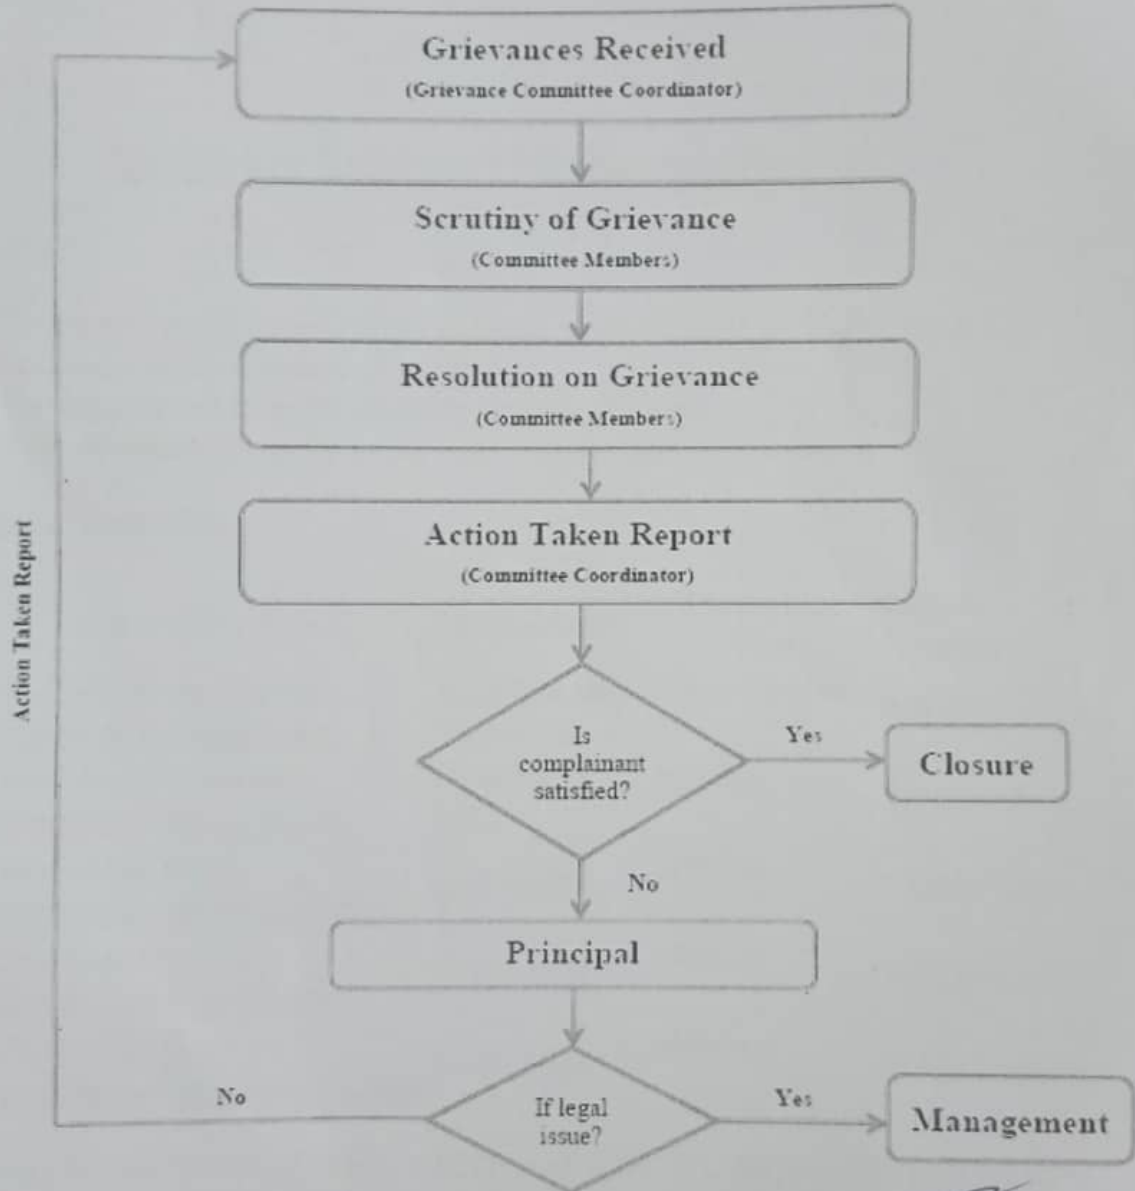 Grievances Received
(Grievance Committee Coordinator)
Scrutiny of Grievance
(Committee Members)
Resolution on Grievance
(Committee Members)
Action Taken Report
(Committee Coordinator)
Action Taken Report
Is
complainant
satisfied?
Yes
Closure
No
Principal
No
If legal
issue?
Yes
Management